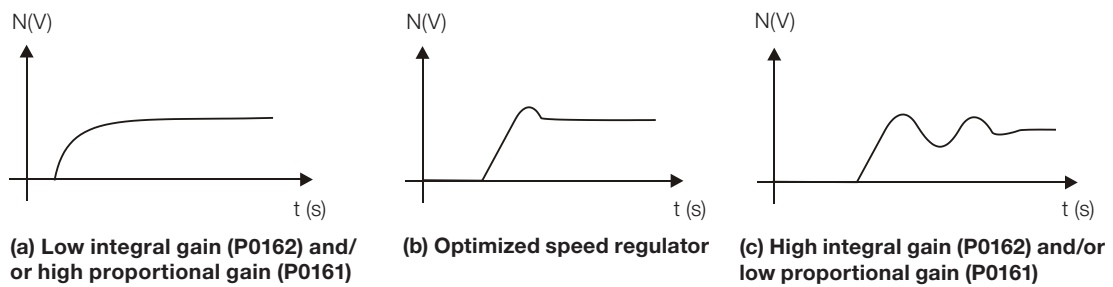 N(V)
t (s)
(a) Low integral gain (P0162) and/
or high proportional gain (P0161)
N(V)
t (s)
(b) Optimized speed regulator
N(V)
t (s)
(c) High integral gain (P0162) and/or
low proportional gain (P0161)